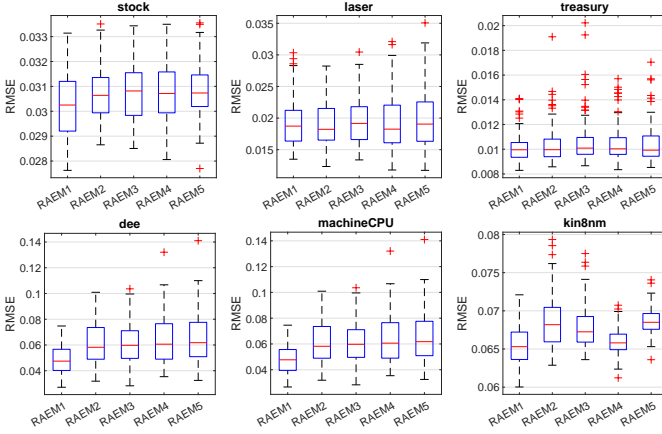 stock
RMSE
0.033
0.032
0.031
0.03
0.029
0.028
RAEM1 RAEM2 RAEM3 RAEM4 RAEM5
laser
RMSE
0.035
0.03
0.025
0.02
0.015
RAEM1 RAEM2 RAEM3 RAEM4 RAEM5
treasury
RMSE
0.02
0.018
0.016
0.014
0.012
0.01
0.008
RAEM1 RAEM2 RAEM3 RAEM4 RAEM5
dee
RMSE
0.14
0.12
0.1
0.08
0.06
0.04
RAEM1 RAEM2 RAEM3 RAEM4 RAEM5
machineCPU
RMSE
0.14
0.12
0.1
0.08
0.06
0.04
RAEM1 RAEM2 RAEM3 RAEM4 RAEM5
kin8nm
RMSE
0.08
0.075
0.07
0.065
0.06
RAEM1 RAEM2 RAEM3 RAEM4 RAEM5